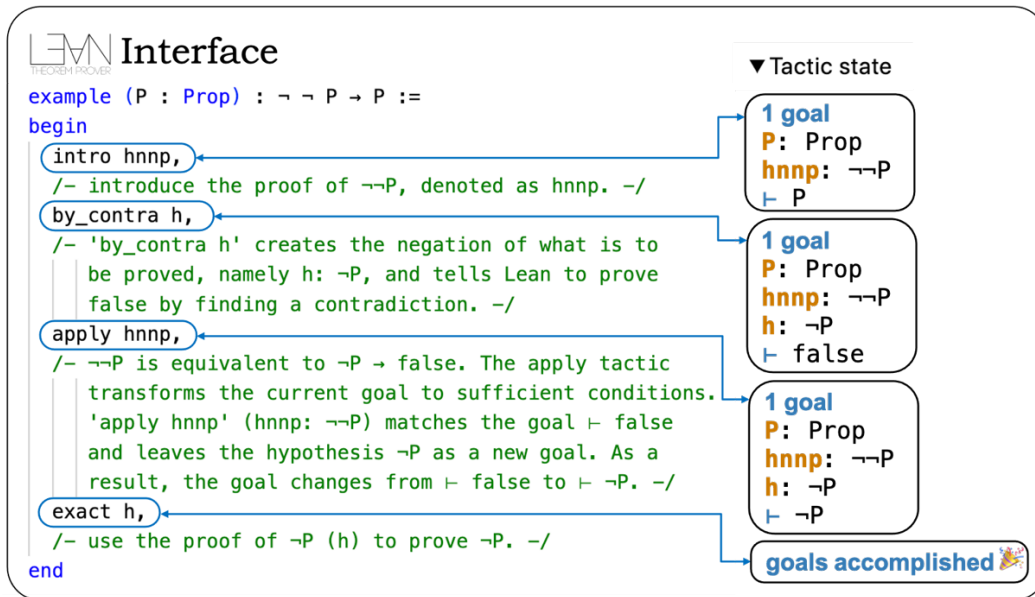 LEAN
THEOREM PROVER
Interface
example (P : Prop) : ¬ ¬ P → P :=
begin
intro hnnp,
/- introduce the proof of ¬¬P, denoted as hnnp. -/
by_contra h,
/- 'by_contra h' creates the negation of what is to
be proved, namely h: ¬P, and tells Lean to prove
false by finding a contradiction. -/
apply hnnp,
/- ¬¬P is equivalent to ¬P → false. The apply tactic
transforms the current goal to sufficient conditions.
'apply hnnp' (hnnp: ¬¬P) matches the goal ⊢ false
and leaves the hypothesis ¬P as a new goal. As a
result, the goal changes from ⊢ false to ⊢ ¬P. -/
exact h,
/- use the proof of ¬P (h) to prove ¬P. -/
end
▼ Tactic state
1 goal
P: Prop
hnnp: ¬¬P
⊢ P
1 goal
P: Prop
hnnp: ¬¬P
h: ¬P
⊢ false
1 goal
P: Prop
hnnp: ¬¬P
h: ¬P
⊢ ¬P
goals accomplished 🎉